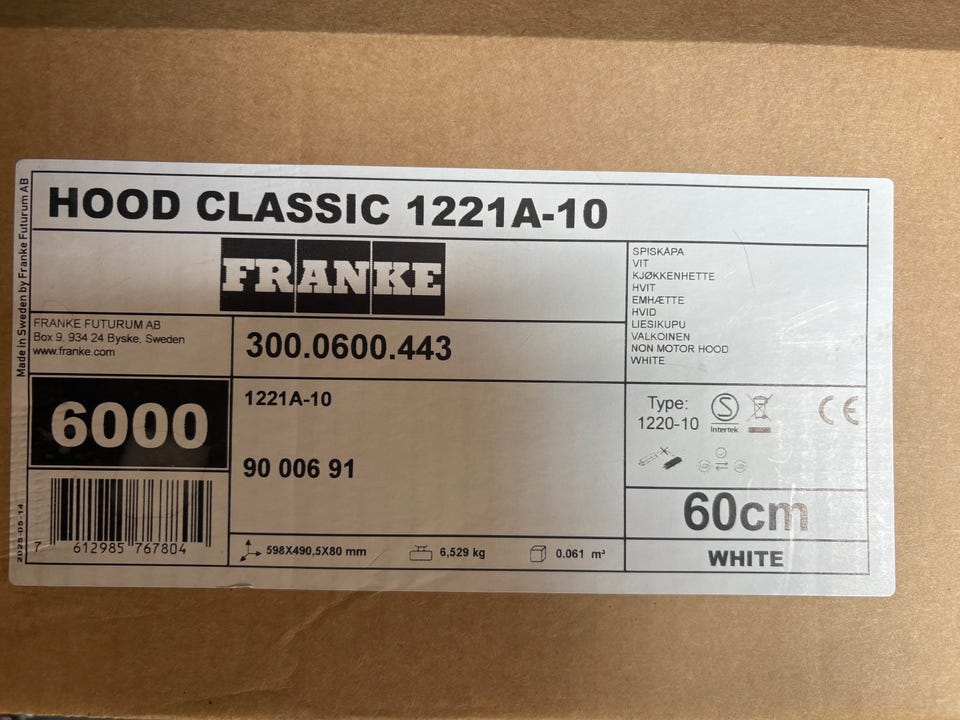 HOOD CLASSIC 1221A-10
FRANKE
SPISKÅPA
VIT
KJØKKENHETTE
HVIT
EMHÆTTE
HVID
LIESIKUPU
VALKOINEN
NON MOTOR HOOD
WHITE
Made in Sweden by Franke Futurum AB
FRANKE FUTURUM AB
Box 9, 934 24 Byske, Sweden
www.franke.com
300.0600.443
6000
1221A-10
90 006 91
Type:
1220-10
S
Intertek
CE
60cm
WHITE
2025-05-14
7 612985 767804
598X490,5X80 mm
6,529 kg
0.061 m³